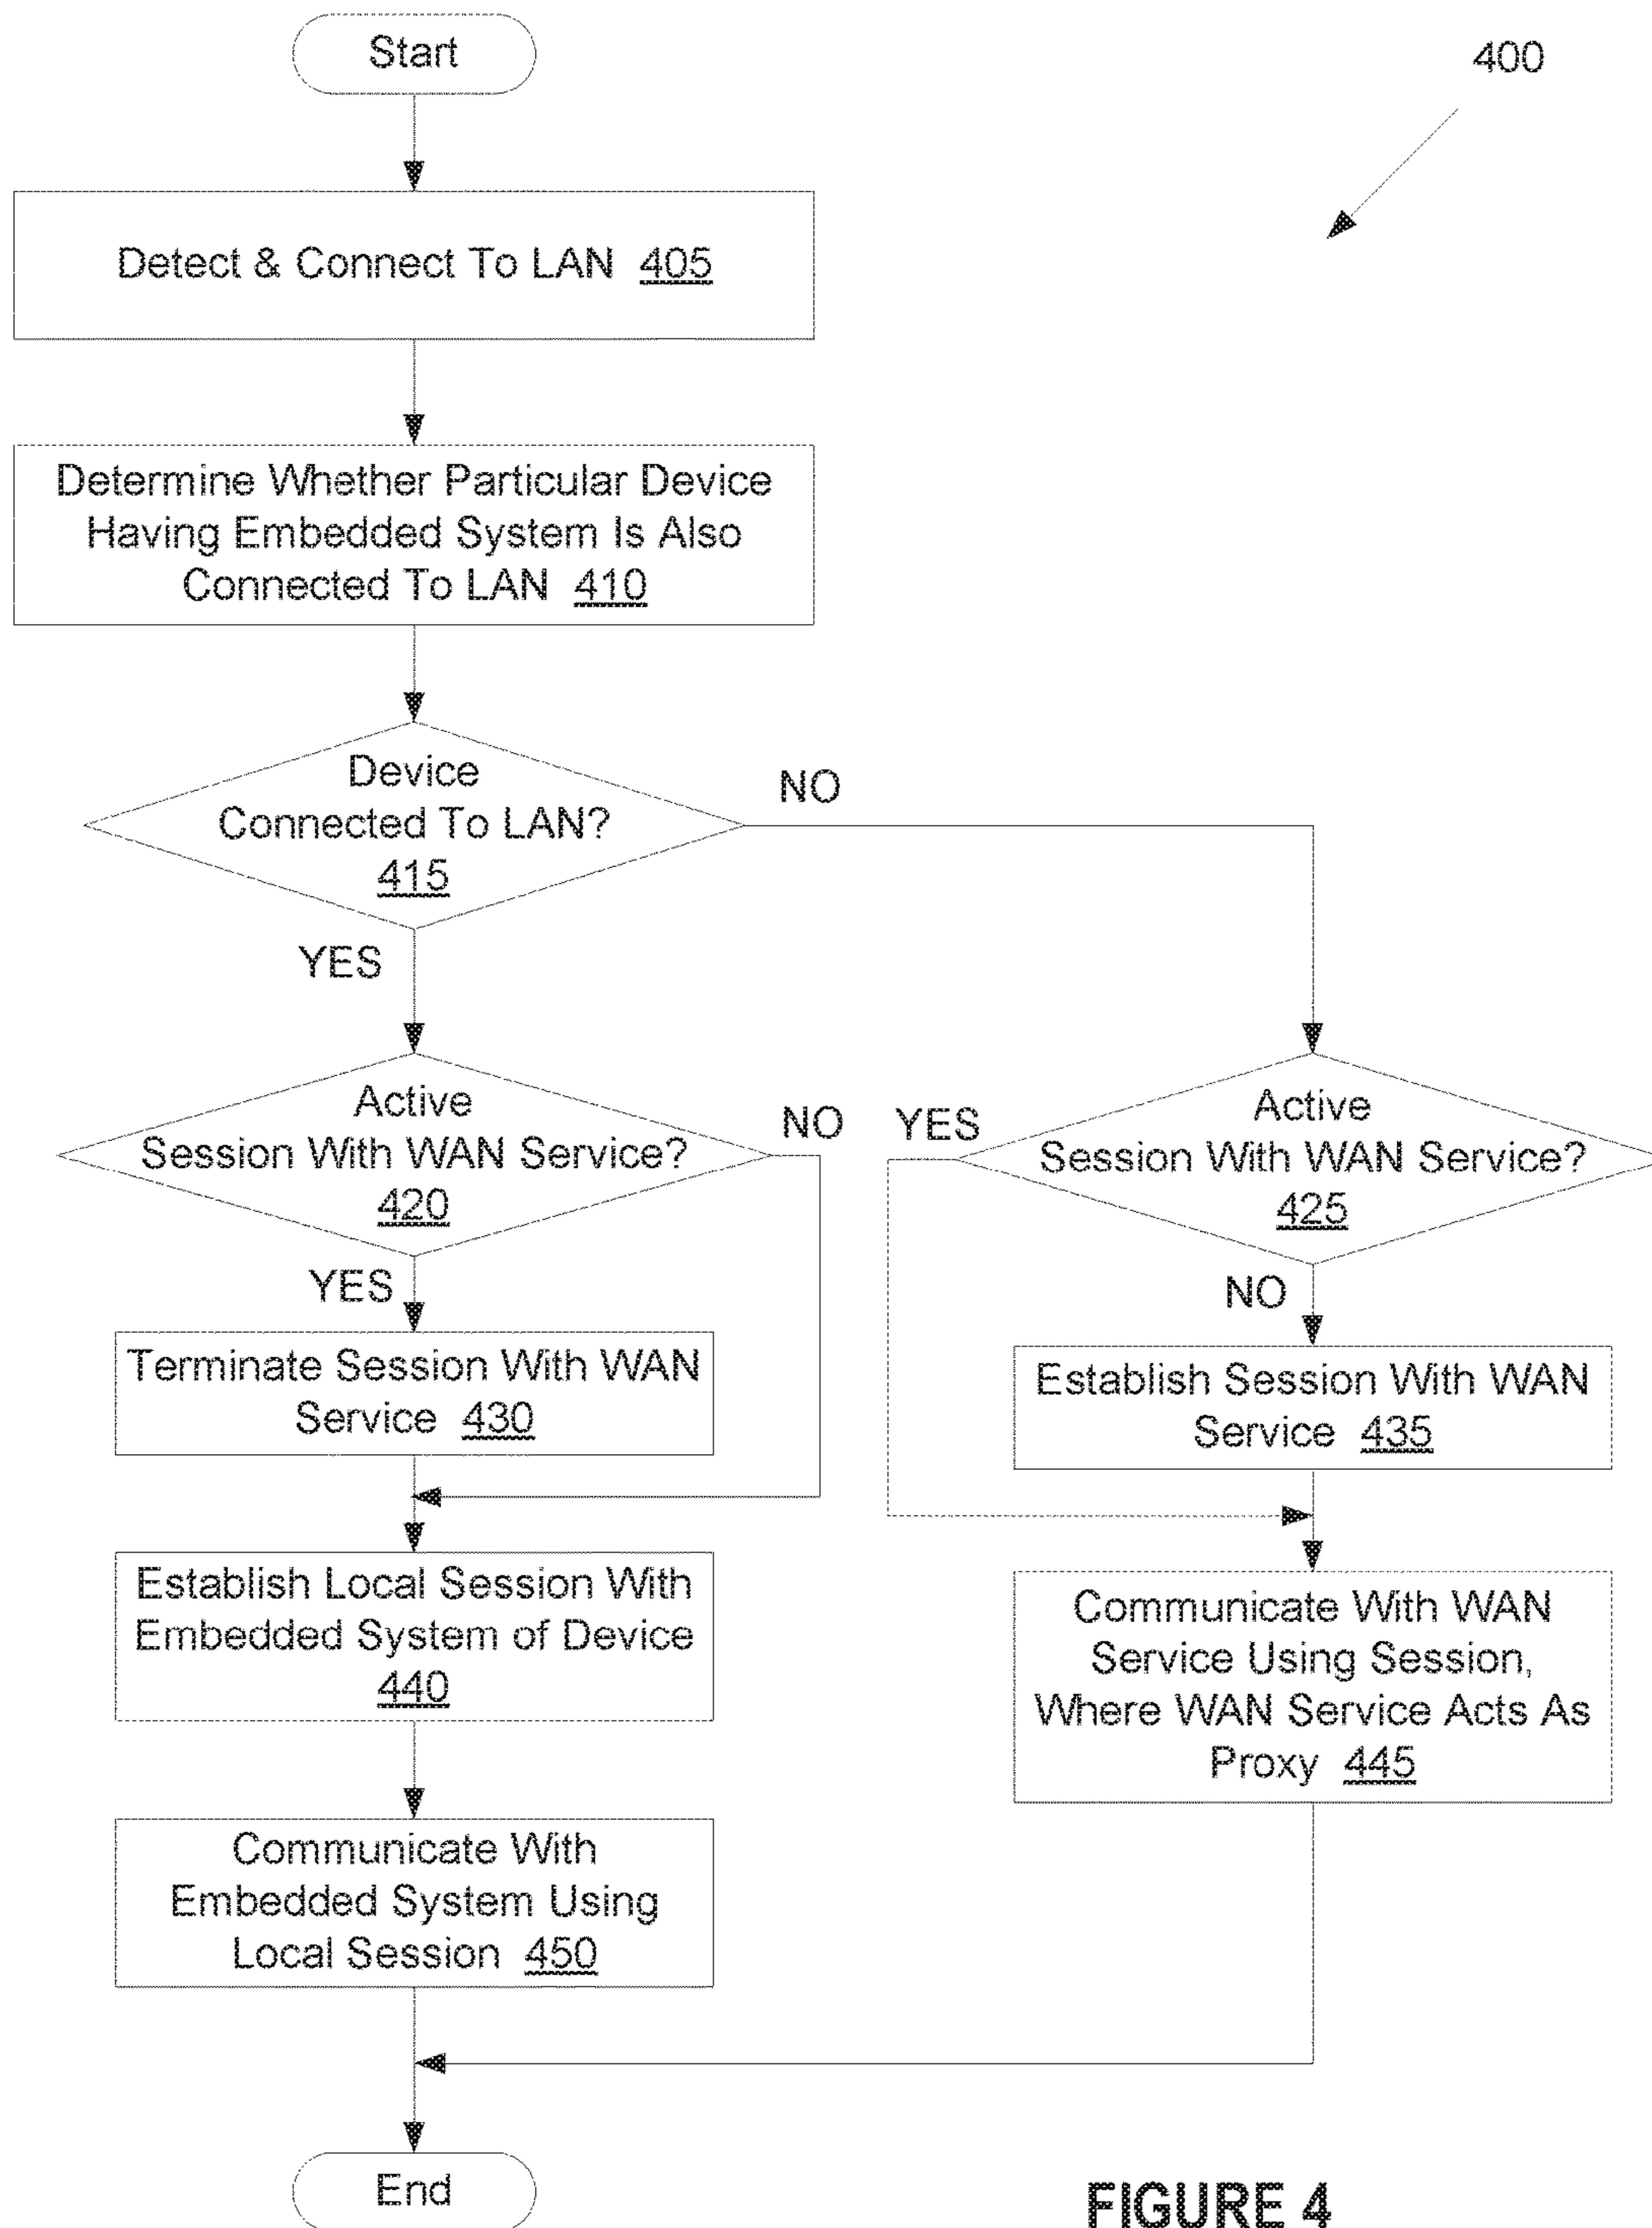 Start
400
Detect & Connect To LAN 405
Determine Whether Particular Device
Having Embedded System Is Also
Connected To LAN 410
Device
Connected To LAN?
415
NO
YES
Active
Session With WAN Service?
420
NO
YES
YES
Active
Session With WAN Service?
425
NO
Terminate Session With WAN
Service 430
Establish Session With WAN
Service 435
Establish Local Session With
Embedded System of Device
440
Communicate With WAN
Service Using Session,
Where WAN Service Acts As
Proxy 445
Communicate With
Embedded System Using
Local Session 450
End
FIGURE 4